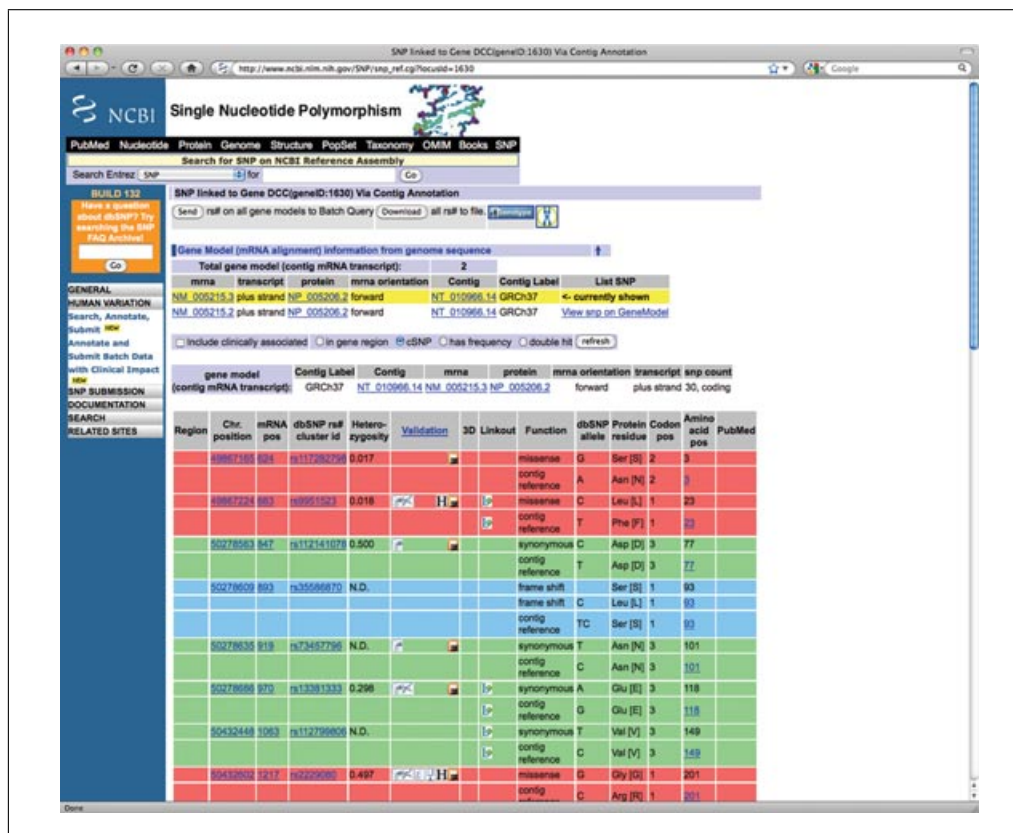 SNP linked to Gene DCC(geneID:1630) Via Contig Annotation
http://www.ncbi.nlm.nih.gov/SNP/snp_ref.cgi?locusId=1630
Google
NCBI
Single Nucleotide Polymorphism
PubMed Nucleotide Protein Genome Structure PopSet Taxonomy OMIM Books SNP
Search for SNP on NCBI Reference Assembly
Search Entrez SNP for Go
BUILD 132
Have a question about dbSNP? Try searching the SNP FAQ Archive!
Go
GENERAL
HUMAN VARIATION
Search, Annotate, Submit NEW
Annotate and Submit Batch Data with Clinical Impact NEW
SNP SUBMISSION
DOCUMENTATION
SEARCH
RELATED SITES
SNP linked to Gene DCC(geneID:1630) Via Contig Annotation
Send rs# on all gene models to Batch Query Download all rs# to file.
Gene Model (mRNA alignment) information from genome sequence
Total gene model (contig mRNA transcript): 2
mrna transcript protein mrna orientation Contig Contig Label List SNP
NM_005215.3 plus strand NP_005206.2 forward NT_010966.14 GRCh37 <- currently shown
NM_005215.2 plus strand NP_005206.2 forward NT_010966.14 GRCh37 View snp on GeneModel
Include clinically associated in gene region cSNP has frequency double hit refresh
gene model (contig mRNA transcript): Contig Label Contig mrna protein mrna orientation transcript snp count
GRCh37 NT_010966.14 NM_005215.3 NP_005206.2 forward plus strand 30, coding
Region Chr. position mRNA pos dbSNP rs# cluster id Hetero-zygosity Validation 3D Linkout Function dbSNP allele Protein residue Codon pos Amino acid pos PubMed
49867165 624 rs117282798 0.017 missense G Ser [S] 2 3
contig reference A Asn [N] 2 3
49867224 683 rs9951523 0.018 H missense C Leu [L] 1 23
contig reference T Phe [F] 1 23
50278563 847 rs112141078 0.500 synonymous C Asp [D] 3 77
contig reference T Asp [D] 3 77
50278609 893 rs35586870 N.D. frame shift Ser [S] 1 93
frame shift C Leu [L] 1 93
contig reference TC Ser [S] 1 93
50278635 919 rs73457796 N.D. synonymous T Asn [N] 3 101
contig reference C Asn [N] 3 101
50278686 970 rs13381333 0.298 synonymous A Glu [E] 3 118
contig reference G Glu [E] 3 118
50432448 1063 rs112799806 N.D. synonymous T Val [V] 3 149
contig reference C Val [V] 3 149
50432602 1217 rs2229080 0.497 H missense G Gly [G] 1 201
contig reference C Arg [R] 1 201
Done